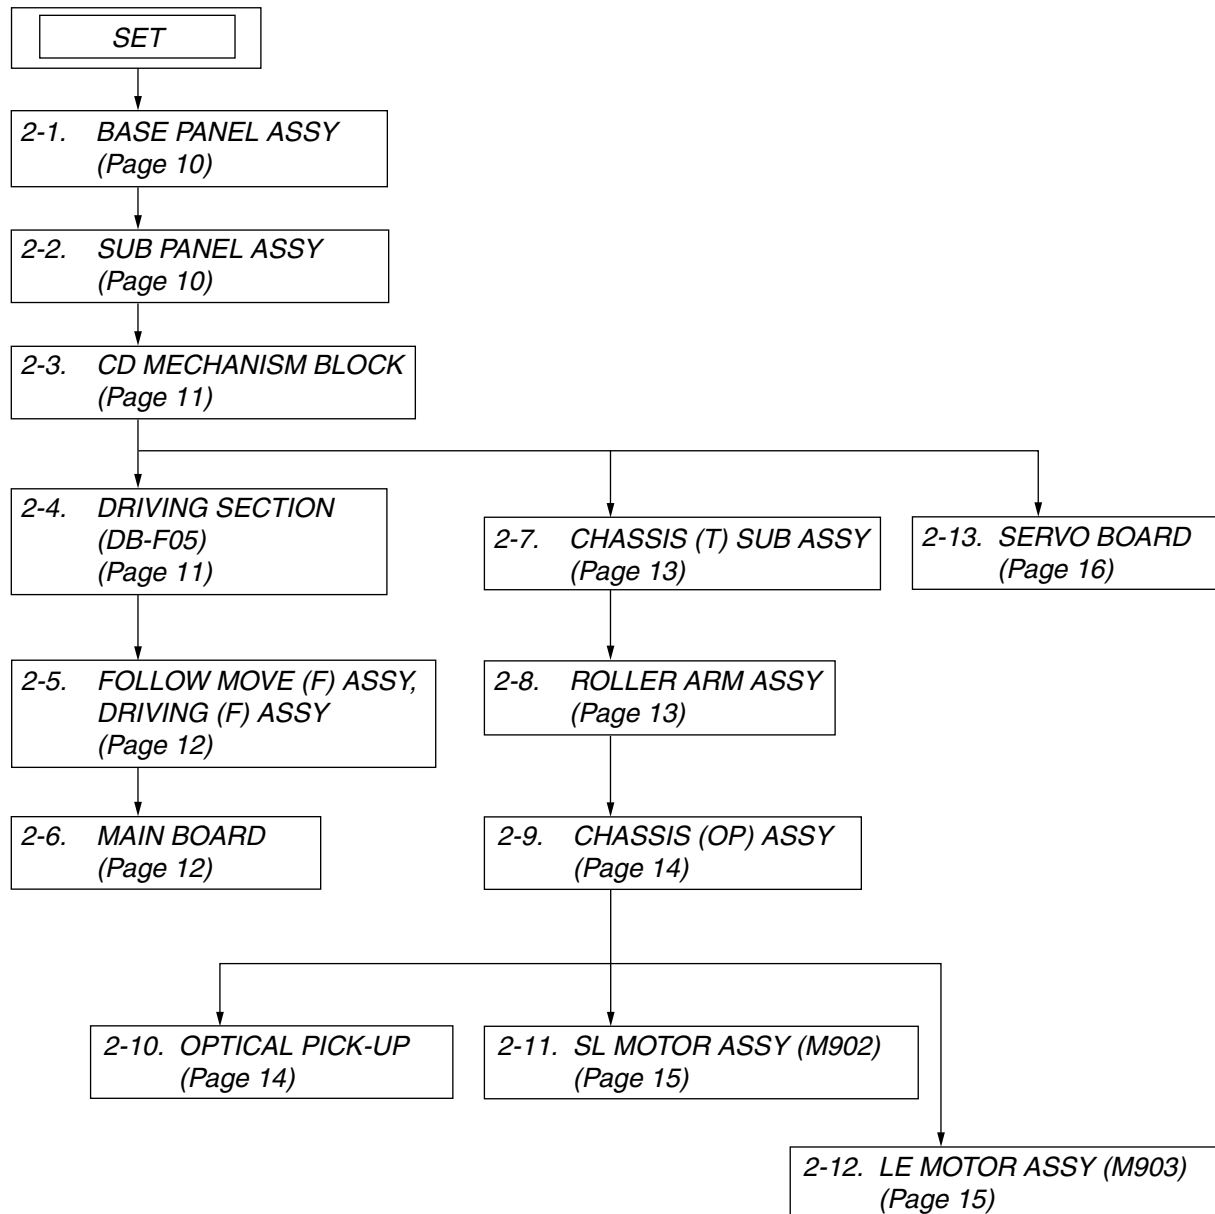 SET
2-1. BASE PANEL ASSY
(Page 10)
2-2. SUB PANEL ASSY
(Page 10)
2-3. CD MECHANISM BLOCK
(Page 11)
2-4. DRIVING SECTION
(DB-F05)
(Page 11)
2-7. CHASSIS (T) SUB ASSY
(Page 13)
2-13. SERVO BOARD
(Page 16)
2-5. FOLLOW MOVE (F) ASSY,
DRIVING (F) ASSY
(Page 12)
2-8. ROLLER ARM ASSY
(Page 13)
2-6. MAIN BOARD
(Page 12)
2-9. CHASSIS (OP) ASSY
(Page 14)
2-10. OPTICAL PICK-UP
(Page 14)
2-11. SL MOTOR ASSY (M902)
(Page 15)
2-12. LE MOTOR ASSY (M903)
(Page 15)